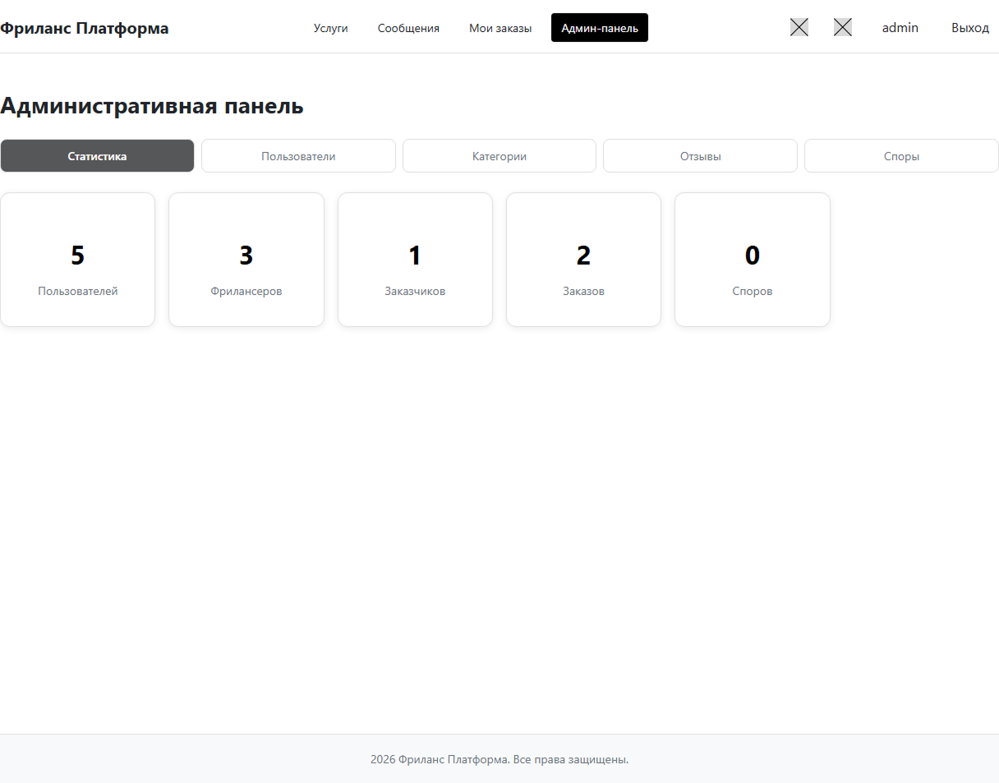 Фриланс Платформа
Услуги
Сообщения
Мои заказы
Админ-панель
admin
Выход
Административная панель
Статистика
Пользователи
Категории
Отзывы
Споры
5
3
1
2
0
Пользователей
Фрилансеров
Заказчиков
Заказов
Споров
2026 Фриланс Платформа. Все права защищены.